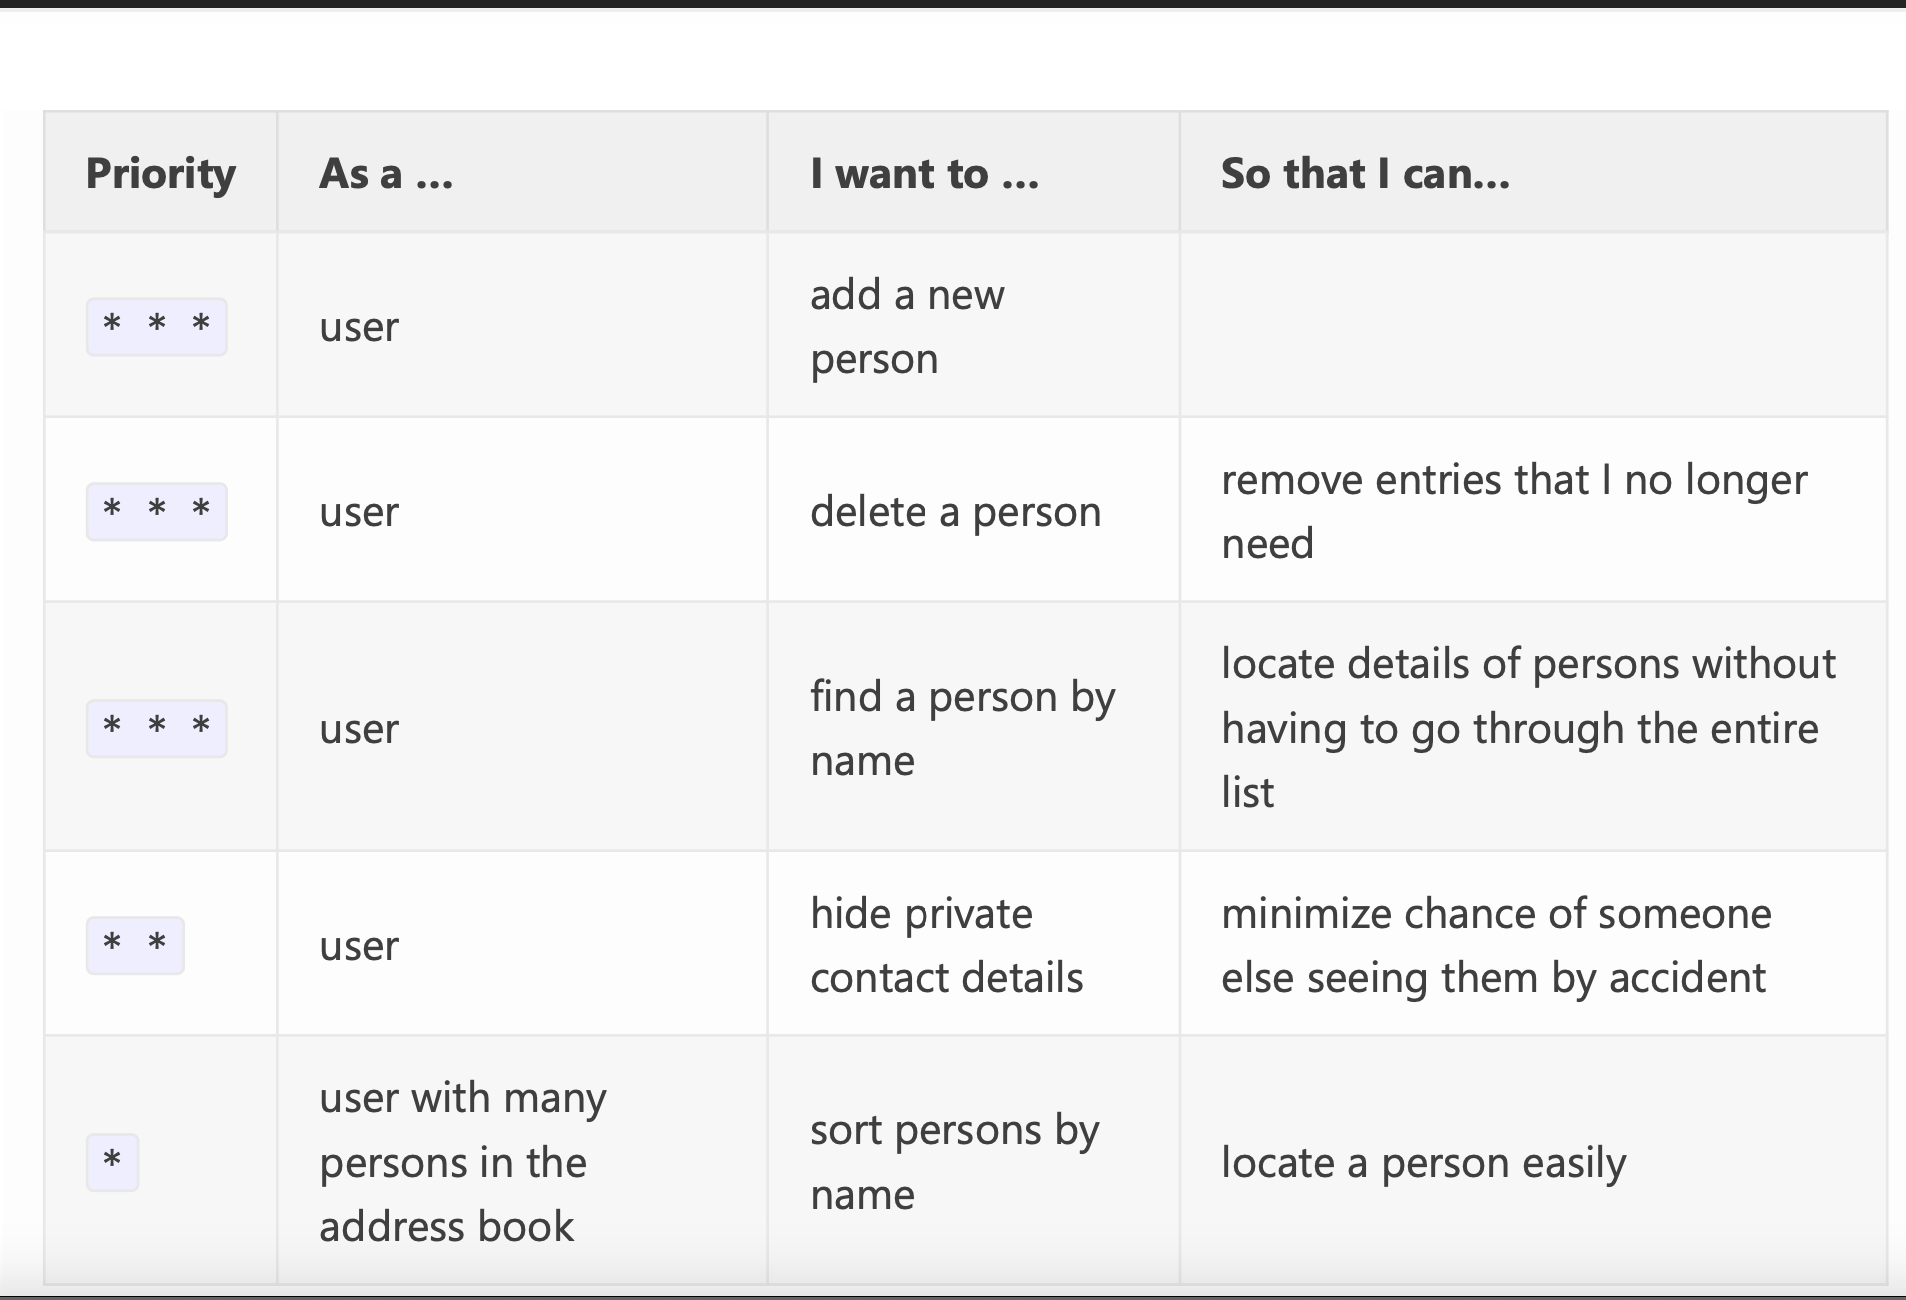 Priority As a ... I want to ... So that I can...
* * * user add a new
person
* * * user delete a person remove entries that I no longer
need
* * * user find a person by
name locate details of persons without
having to go through the entire
list
* * user hide private
contact details minimize chance of someone
else seeing them by accident
* user with many
persons in the
address book sort persons by
name locate a person easily